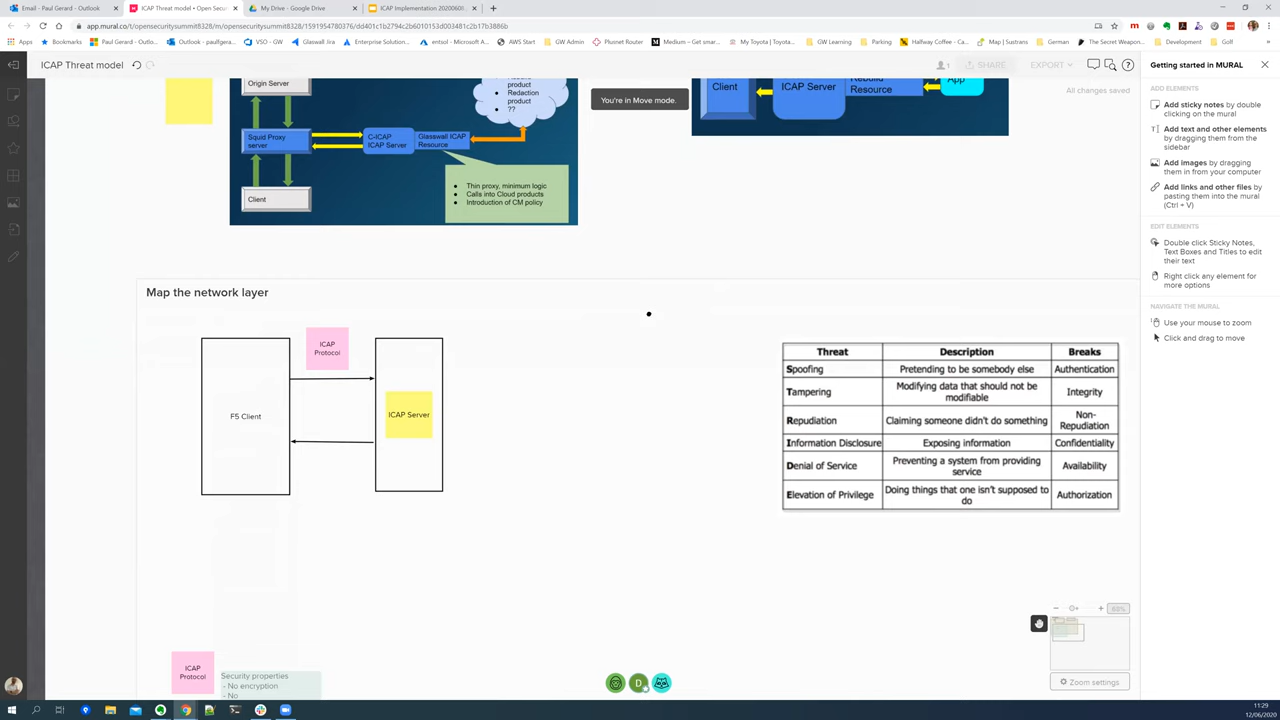 Email - Paul Gerard - Outlook
ICAP Threat model • Open Secur
My Drive - Google Drive
ICAP Implementation 20200601
app.mural.co/t/opensecuritysummit8328/m/opensecuritysummit8328/1591954780376/dd401c1b2794c2b6010153d003481c2b17b3886b
Apps
Bookmarks
Paul Gerard - Outlo...
Outlook - paultgerra...
VSO - GW
Glaswall Jira
Enterprise Solution...
entsol - Microsoft A...
AWS Start
GW Admin
Plusnet Router
Medium – Get smar...
My Toyota | Toyota...
GW Learning
Parking
Halfway Coffee - Ca...
Map | Suztrans
German
The Secret Weapon...
Development
Golf
ICAP Threat model
1
SHARE
EXPORT
Getting started in MURAL
All changes saved
You're in Move mode.
Origin Server
product
Redaction
product
??
Squid Proxy
server
C-ICAP
ICAP Server
Glasswall ICAP
Resource
Client
Thin proxy, minimum logic
Calls into Cloud products
Introduction of CM policy
Client
ICAP Server
Rebuild
Resource
App
Map the network layer
F5 Client
ICAP
Protocol
ICAP Server
Threat Description Breaks
Spoofing Pretending to be somebody else Authentication
Tampering Modifying data that should not be modifiable Integrity
Repudiation Claiming someone didn't do something Non-Repudiation
Information Disclosure Exposing information Confidentiality
Denial of Service Preventing a system from providing service Availability
Elevation of Privilege Doing things that one isn't supposed to do Authorization
ICAP
Protocol
Security properties
- No encryption
- No
D
60%
Zoom settings
ADD ELEMENTS
Add sticky notes by double
clicking on the mural
Add text and other elements
by dragging them from the
sidebar
Add images by dragging
them in from your computer
Add links and other files by
pasting them into the mural
(Ctrl + V)
EDIT ELEMENTS
Double click Sticky Notes,
Text Boxes and Titles to edit
their text
Right click any element for
more options
NAVIGATE THE MURAL
Use your mouse to zoom
Click and drag to move
11:29
12/06/2020